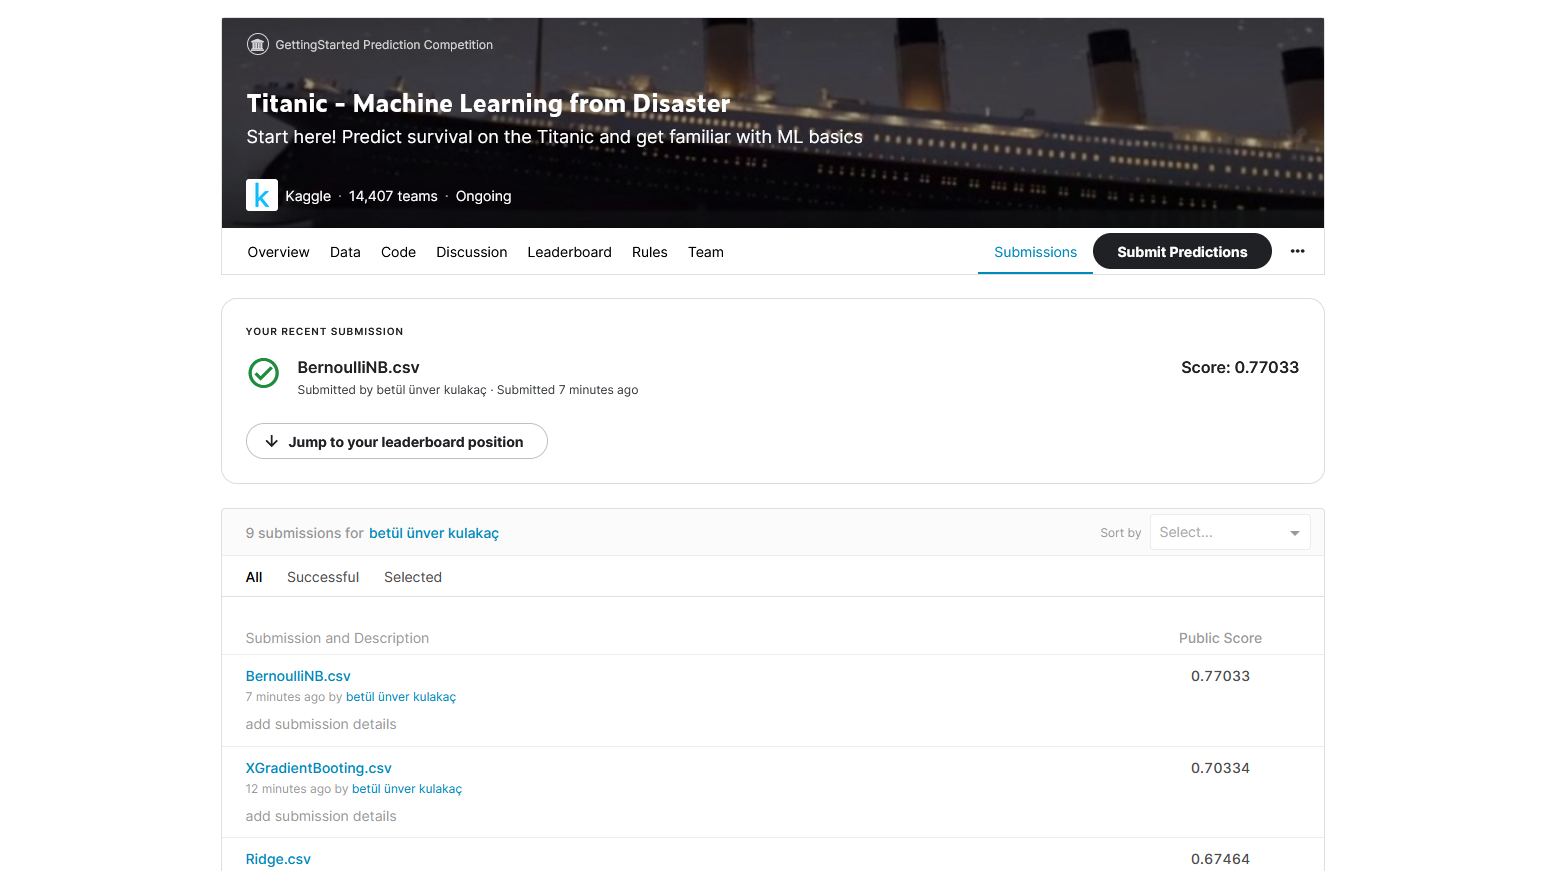 GettingStarted Prediction Competition
Titanic - Machine Learning from Disaster
Start here! Predict survival on the Titanic and get familiar with ML basics
k Kaggle · 14,407 teams · Ongoing
Overview Data Code Discussion Leaderboard Rules Team Submissions Submit Predictions ···
YOUR RECENT SUBMISSION
BernoulliNB.csv Score: 0.77033
Submitted by betül ünver kulakaç · Submitted 7 minutes ago
Jump to your leaderboard position
9 submissions for betül ünver kulakaç Sort by Select...
All Successful Selected
Submission and Description Public Score
BernoulliNB.csv 0.77033
7 minutes ago by betül ünver kulakaç
add submission details
XGradientBooting.csv 0.70334
12 minutes ago by betül ünver kulakaç
add submission details
Ridge.csv 0.67464